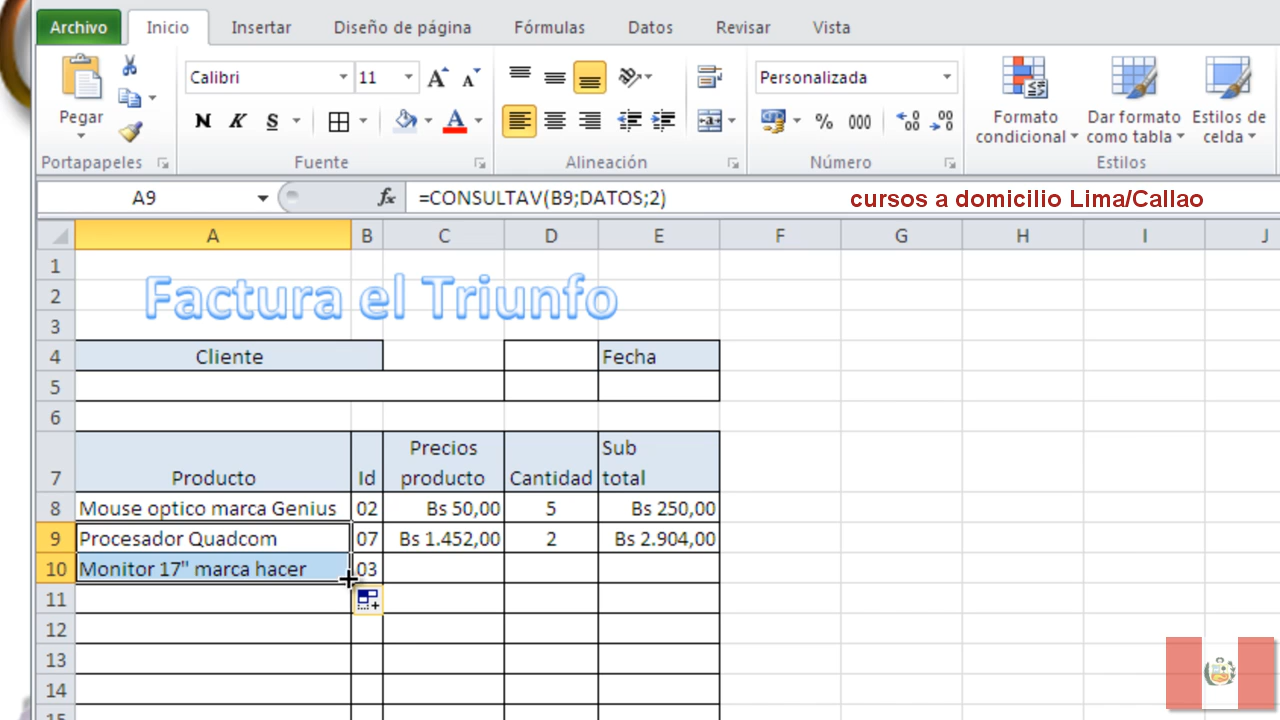 Archivo Inicio Insertar Diseño de página Fórmulas Datos Revisar Vista
Calibri 11 A A Personalizada
Pegar N K S A % 000 Formato condicional Dar formato como tabla Estilos de celda
Portapapeles Fuente Alineación Número Estilos
A9 fx =CONSULTAV(B9;DATOS;2) cursos a domicilio Lima/Callao
A B C D E F G H I J
1
2 Factura el Triunfo
3
4 Cliente Fecha
5
6
7 Producto Id Precios producto Cantidad Sub total
8 Mouse optico marca Genius 02 Bs 50,00 5 Bs 250,00
9 Procesador Quadcom 07 Bs 1.452,00 2 Bs 2.904,00
10 Monitor 17" marca hacer 03
11
12
13
14
15